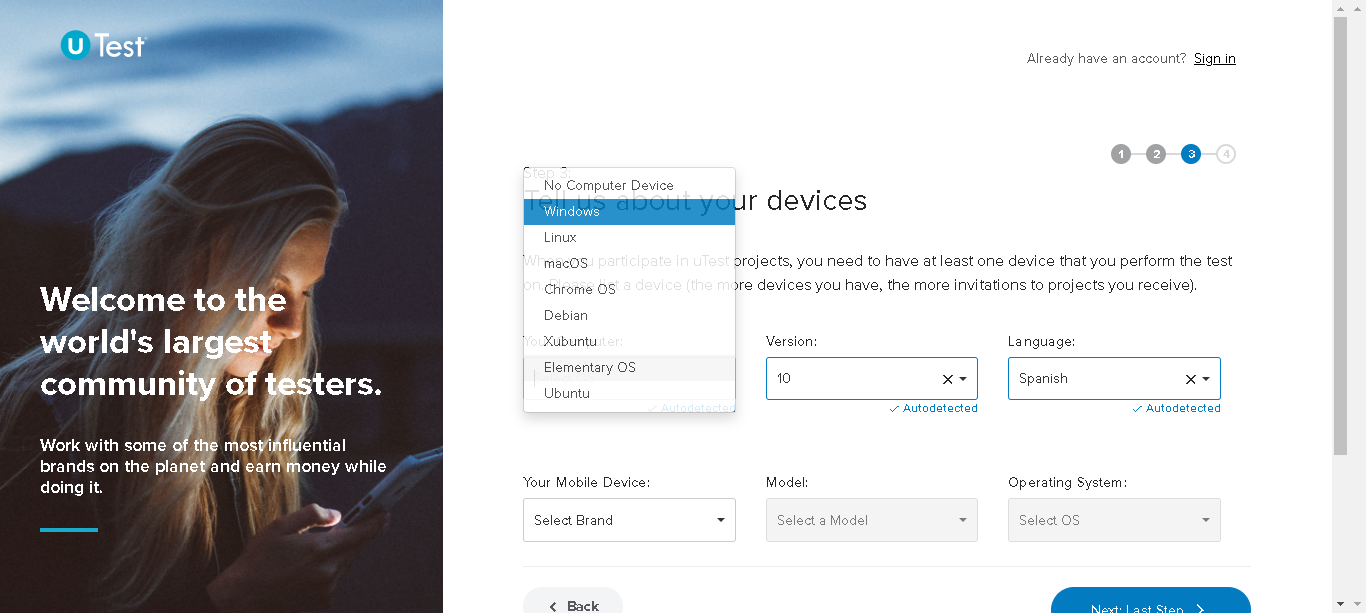 U Test
Already have an account? Sign in
1 2 3 4
Step 3:
Tell us about your devices
When you participate in uTest projects, you need to have at least one device that you perform the test
on. Please list a device (the more devices you have, the more invitations to projects you receive).
No Computer Device
Windows
Linux
macOS
Chrome OS
Debian
Xubuntu
Elementary OS
Ubuntu
Your Computer:
Version:
Language:
10
Spanish
Autodetected
Autodetected
Autodetected
Your Mobile Device:
Model:
Operating System:
Select Brand
Select a Model
Select OS
Back
Next: Last Step
Welcome to the
world's largest
community of testers.
Work with some of the most influential
brands on the planet and earn money while
doing it.